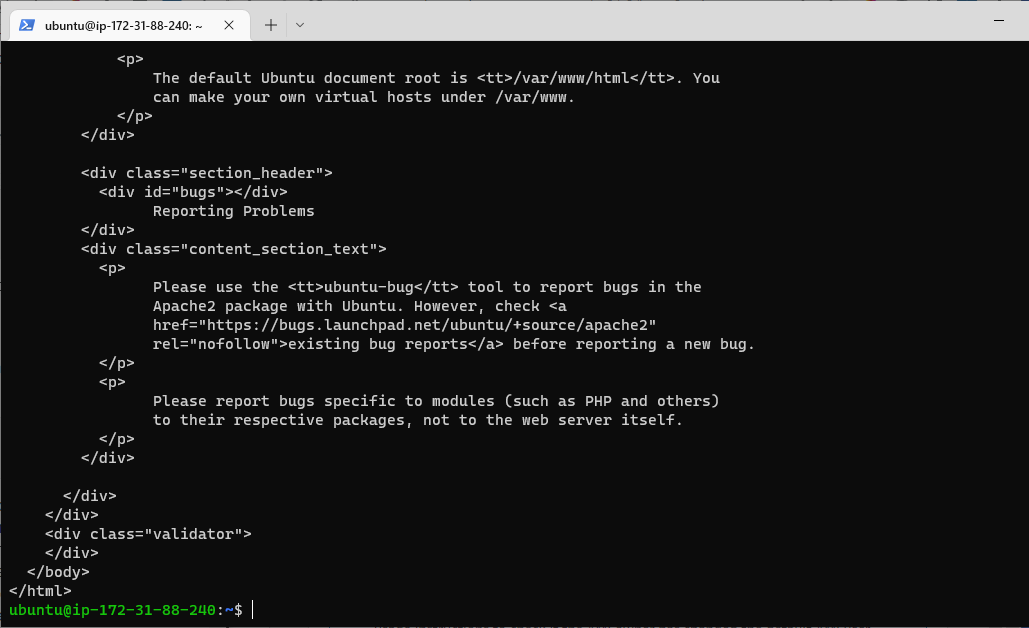 ubuntu@ip-172-31-88-240: ~
<p>
The default Ubuntu document root is <tt>/var/www/html</tt>. You
can make your own virtual hosts under /var/www.
</p>
</div>
<div class="section_header">
<div id="bugs"></div>
Reporting Problems
</div>
<div class="content_section_text">
<p>
Please use the <tt>ubuntu-bug</tt> tool to report bugs in the
Apache2 package with Ubuntu. However, check <a
href="https://bugs.launchpad.net/ubuntu/+source/apache2"
rel="nofollow">existing bug reports</a> before reporting a new bug.
</p>
<p>
Please report bugs specific to modules (such as PHP and others)
to their respective packages, not to the web server itself.
</p>
</div>
</div>
</div>
<div class="validator">
</div>
</body>
</html>
ubuntu@ip-172-31-88-240:~$